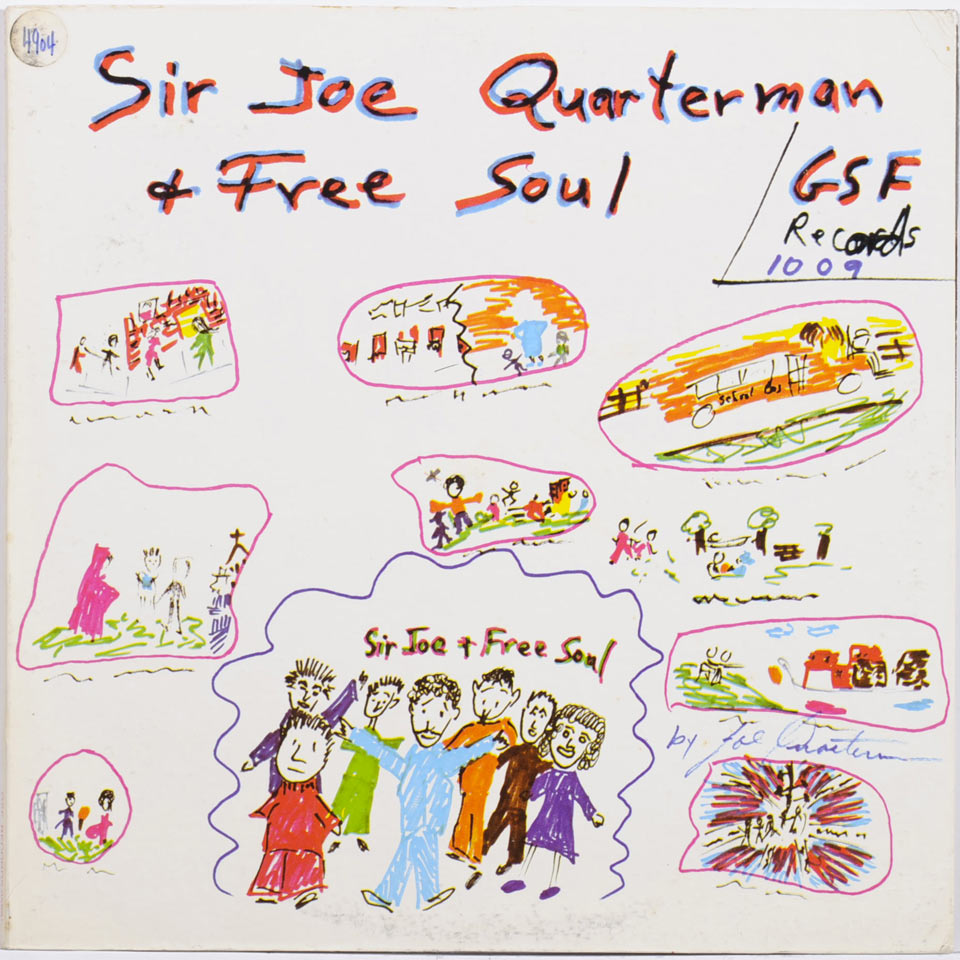 4904
Sir Joe Quarterman
& Free Soul
GSF
Records
1009
school bus
Sir Joe + Free Soul
by Joe Quarterman